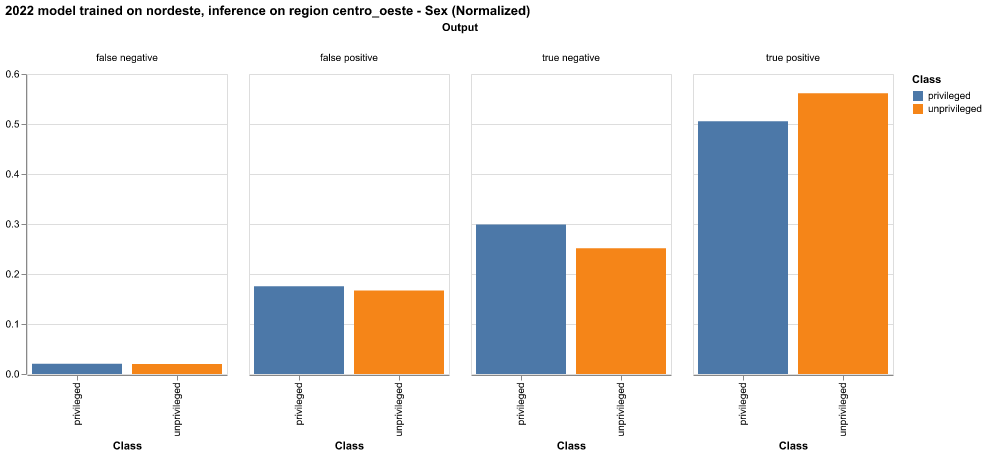 2022 model trained on nordeste, inference on region centro_oeste - Sex (Normalized)
Output
false negative
false positive
true negative
true positive
Class
privileged
unprivileged
0.6
0.5
0.4
0.3
0.2
0.1
0.0
privileged
unprivileged
privileged
unprivileged
privileged
unprivileged
privileged
unprivileged
Class
Class
Class
Class